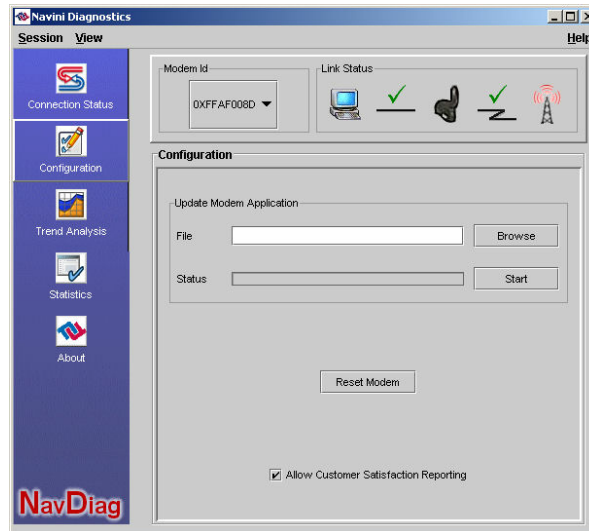 Navini Diagnostics
Session View Help
Modem Id
Link Status
0XFFAF008D
Connection Status
Configuration
Trend Analysis
Statistics
About
NavDiag
Configuration
Update Modem Application
File Browse
Status Start
Reset Modem
Allow Customer Satisfaction Reporting